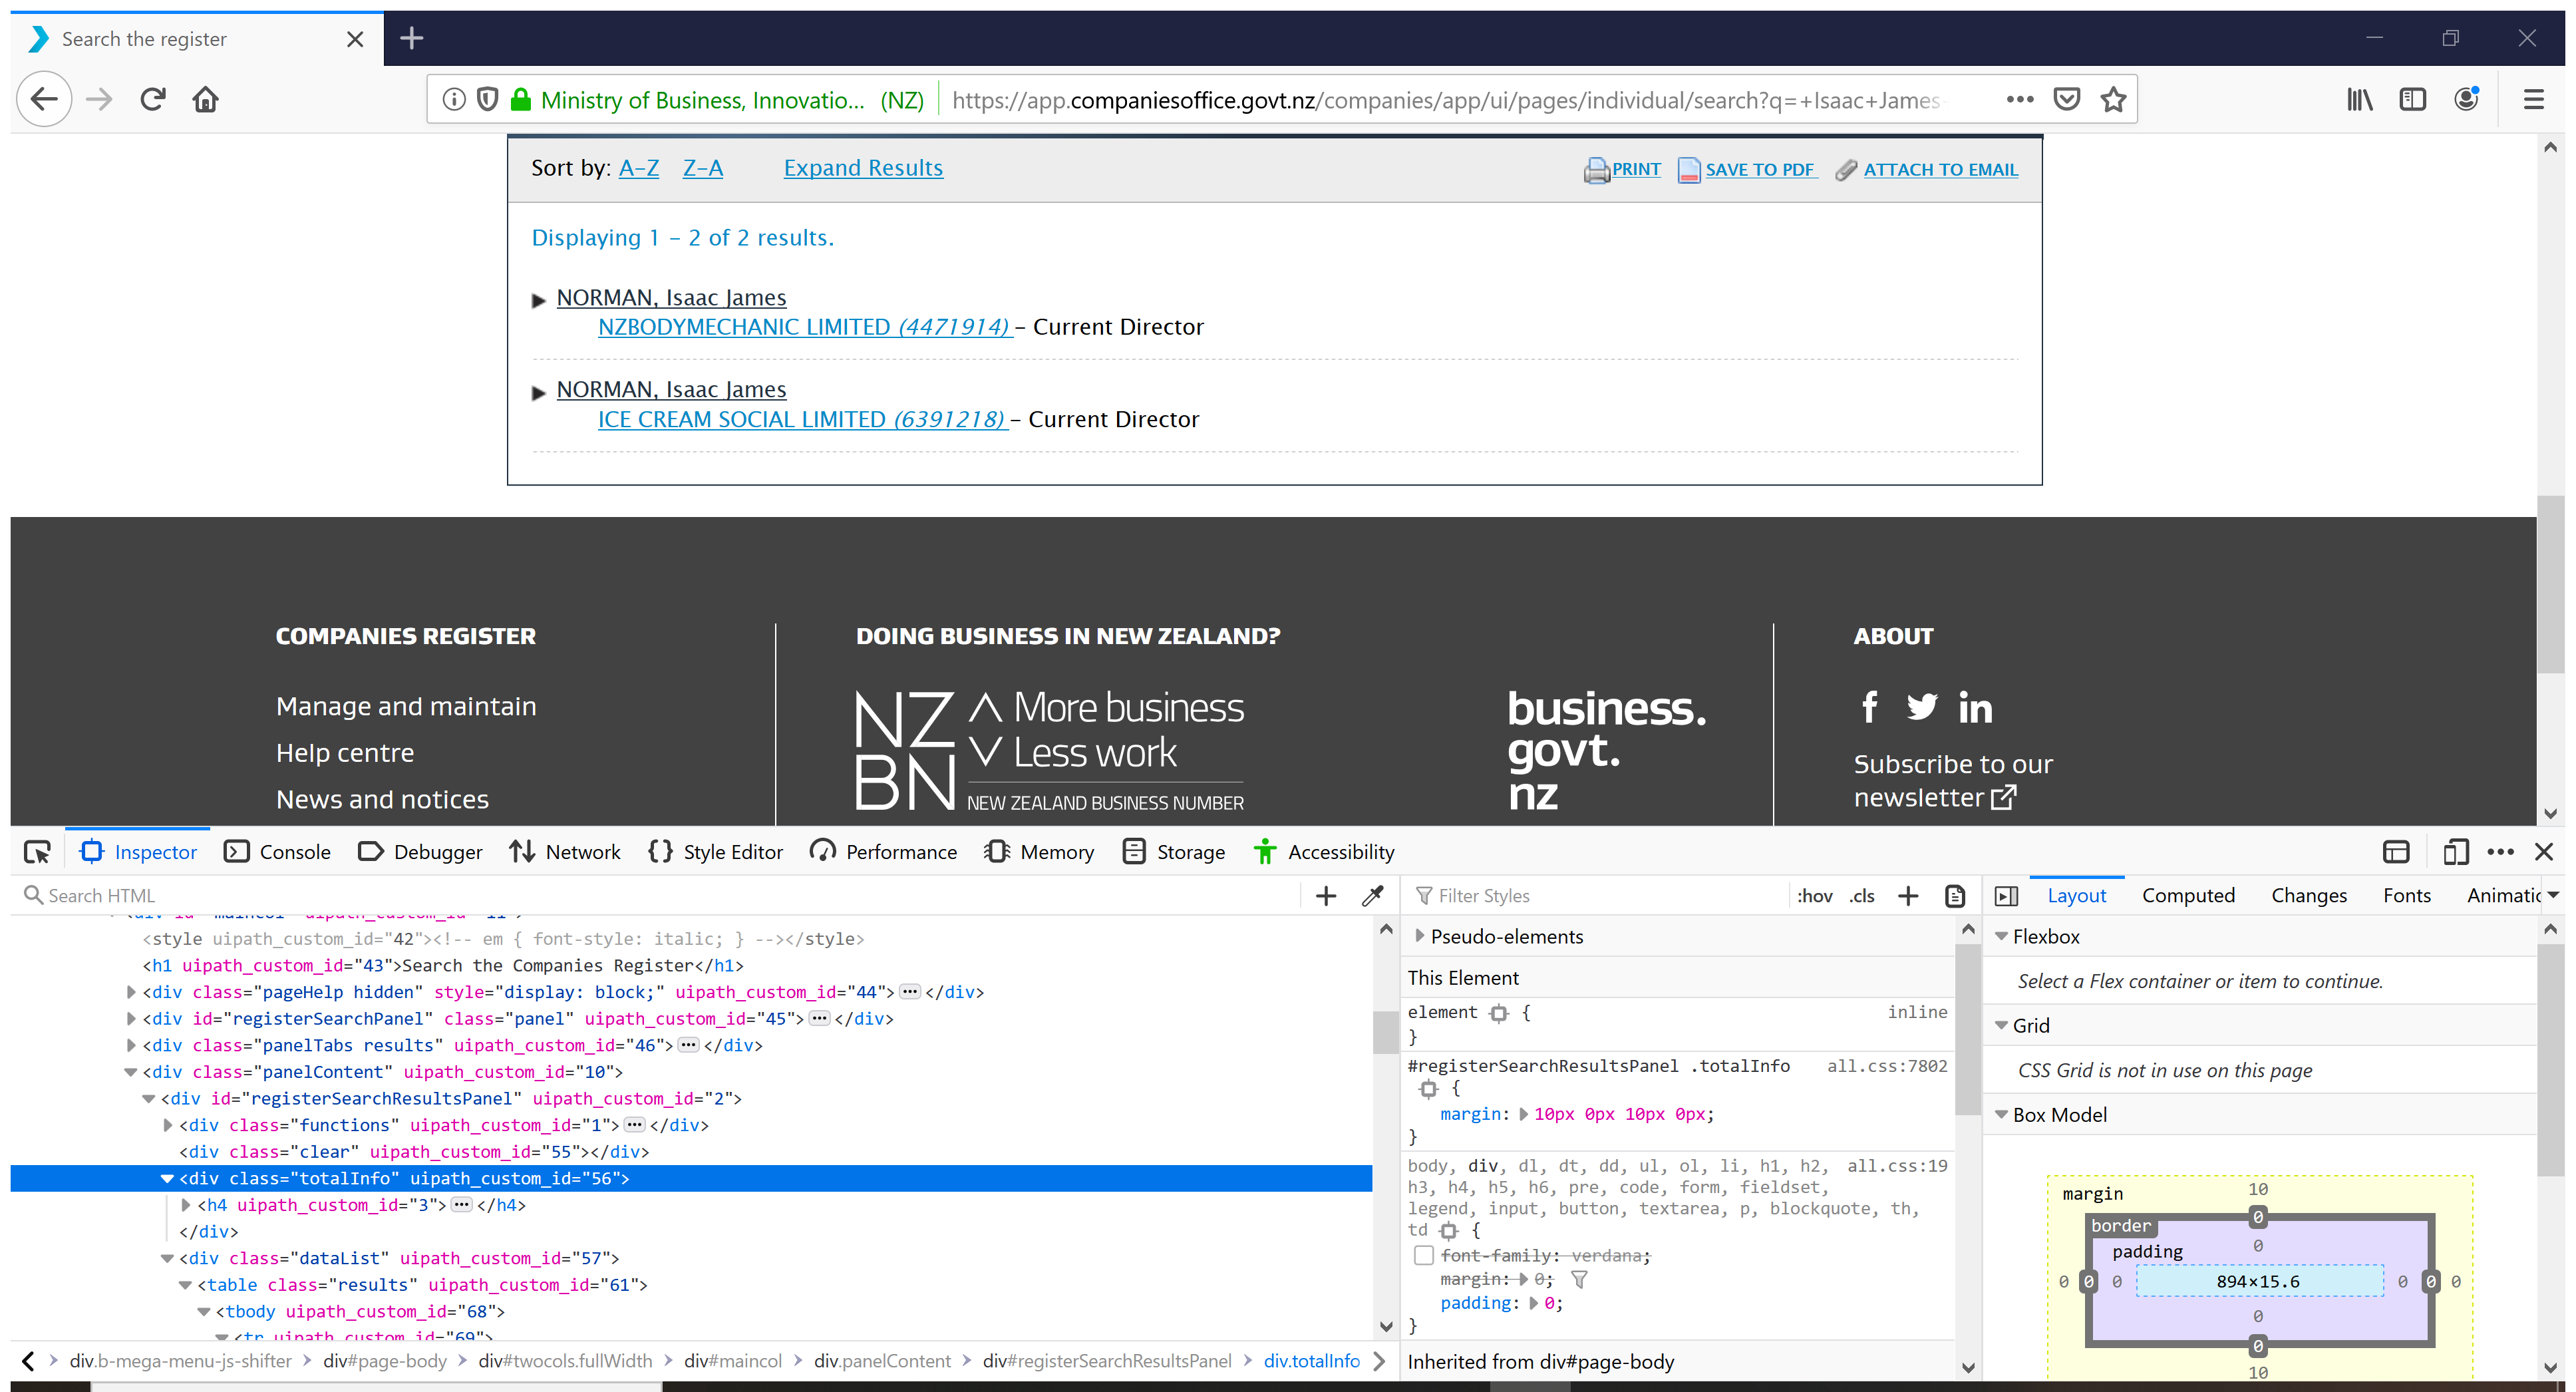 Search the register
Ministry of Business, Innovatio... (NZ) https://app.companiesoffice.govt.nz/companies/app/ui/pages/individual/search?q=+Isaac+James-
Sort by: A-Z Z-A Expand Results PRINT SAVE TO PDF ATTACH TO EMAIL
Displaying 1 - 2 of 2 results.
NORMAN, Isaac James
NZBODYMECHANIC LIMITED (4471914) - Current Director
NORMAN, Isaac James
ICE CREAM SOCIAL LIMITED (6391218) - Current Director
COMPANIES REGISTER
Manage and maintain
Help centre
News and notices
DOING BUSINESS IN NEW ZEALAND?
NZ More business
BN Less work
NEW ZEALAND BUSINESS NUMBER
business.
govt.
nz
ABOUT
Subscribe to our
newsletter
Inspector Console Debugger Network Style Editor Performance Memory Storage Accessibility
Search HTML
<style uipath_custom_id="42"><!-- em { font-style: italic; } --></style>
<h1 uipath_custom_id="43">Search the Companies Register</h1>
<div class="pageHelp hidden" style="display: block;" uipath_custom_id="44">...</div>
<div id="registerSearchPanel" class="panel" uipath_custom_id="45">...</div>
<div class="panelTabs results" uipath_custom_id="46">...</div>
<div class="panelContent" uipath_custom_id="10">
<div id="registerSearchResultsPanel" uipath_custom_id="2">
<div class="functions" uipath_custom_id="1">...</div>
<div class="clear" uipath_custom_id="55"></div>
<div class="totalInfo" uipath_custom_id="56">
<h4 uipath_custom_id="3">...</h4>
</div>
<div class="dataList" uipath_custom_id="57">
<table class="results" uipath_custom_id="61">
<tbody uipath_custom_id="68">
<tr uipath_custom_id="69">
div.b-mega-menu-js-shifter div#page-body div#twocols.fullWidth div#maincol div.panelContent div#registerSearchResultsPanel div.totalInfo
Filter Styles :hov .cls
Pseudo-elements
This Element
element { inline
}
#registerSearchResultsPanel .totalInfo all.css:7802
{
margin: 10px 0px 10px 0px;
}
body, div, dl, dt, dd, ul, ol, li, h1, h2, all.css:19
h3, h4, h5, h6, pre, code, form, fieldset,
legend, input, button, textarea, p, blockquote, th,
td {
font-family: verdana;
margin: 0;
padding: 0;
}
Inherited from div#page-body
Layout Computed Changes Fonts Animatic
Flexbox
Select a Flex container or item to continue.
Grid
CSS Grid is not in use on this page
Box Model
margin 10
border 0
padding 0
0 0 0 894×15.6 0 0 0
0
0
10